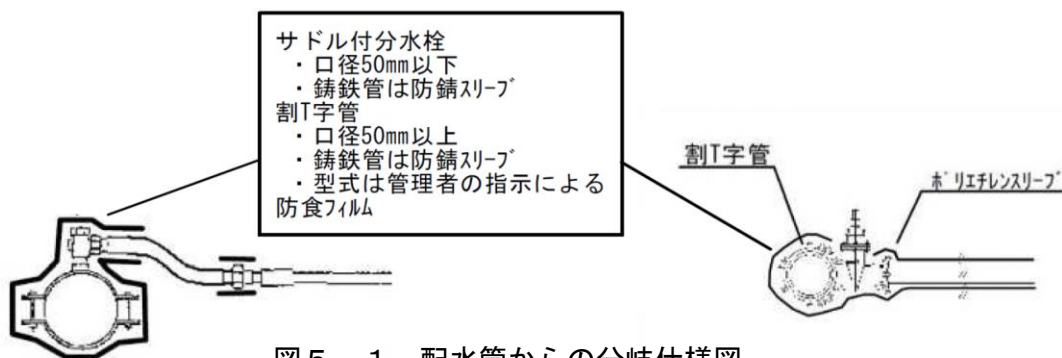 サドル付分水栓
・口径50mm以下
・鋳鉄管は防錆ｽﾘｰﾌﾞ
割T字管
・口径50mm以上
・鋳鉄管は防錆ｽﾘｰﾌﾞ
・型式は管理者の指示による
防食ﾌｨﾙﾑ
割T字管
ﾎﾟﾘｴﾁﾚﾝｽﾘｰﾌﾞ
図５．１　配水管からの分岐仕様図